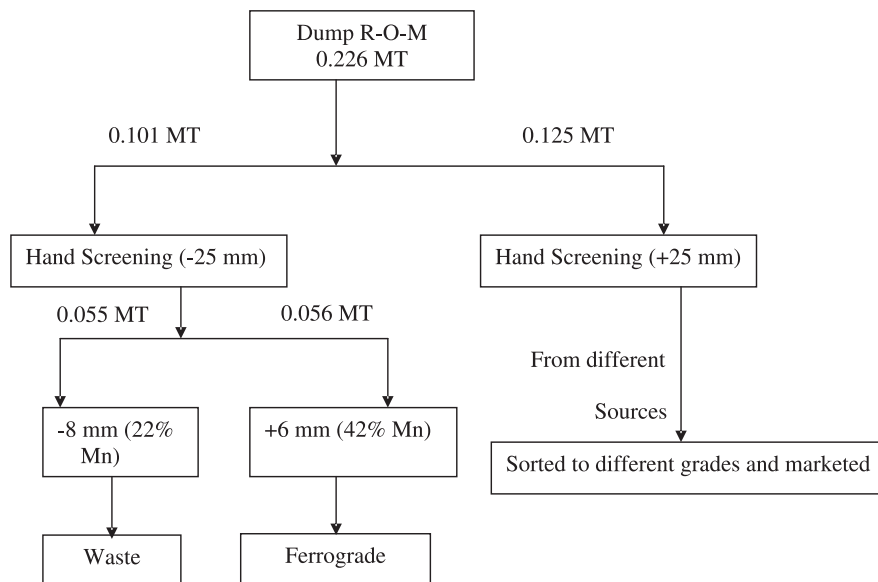 Dump R-O-M
0.226 MT
0.101 MT
0.125 MT
Hand Screening (-25 mm)
Hand Screening (+25 mm)
0.055 MT
0.056 MT
From different
Sources
-8 mm (22%
Mn)
+6 mm (42% Mn)
Sorted to different grades and marketed
Waste
Ferrograde